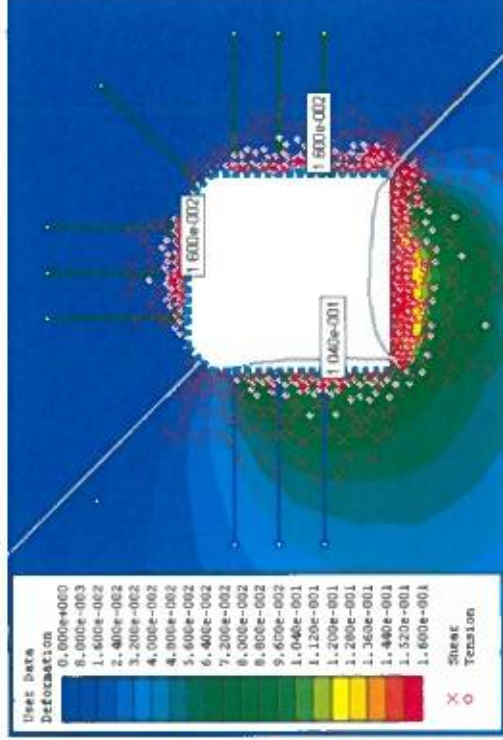 User Data
Deformation
0.000e+000
8.000e-003
1.600e-002
2.400e-002
3.200e-002
4.000e-002
4.800e-002
5.600e-002
6.400e-002
7.200e-002
8.000e-002
8.800e-002
9.600e-002
1.040e-001
1.120e-001
1.200e-001
1.280e-001
1.360e-001
1.440e-001
1.520e-001
1.600e-001
Shear
Tension
1.600e-002
1.040e-001
1.600e-002